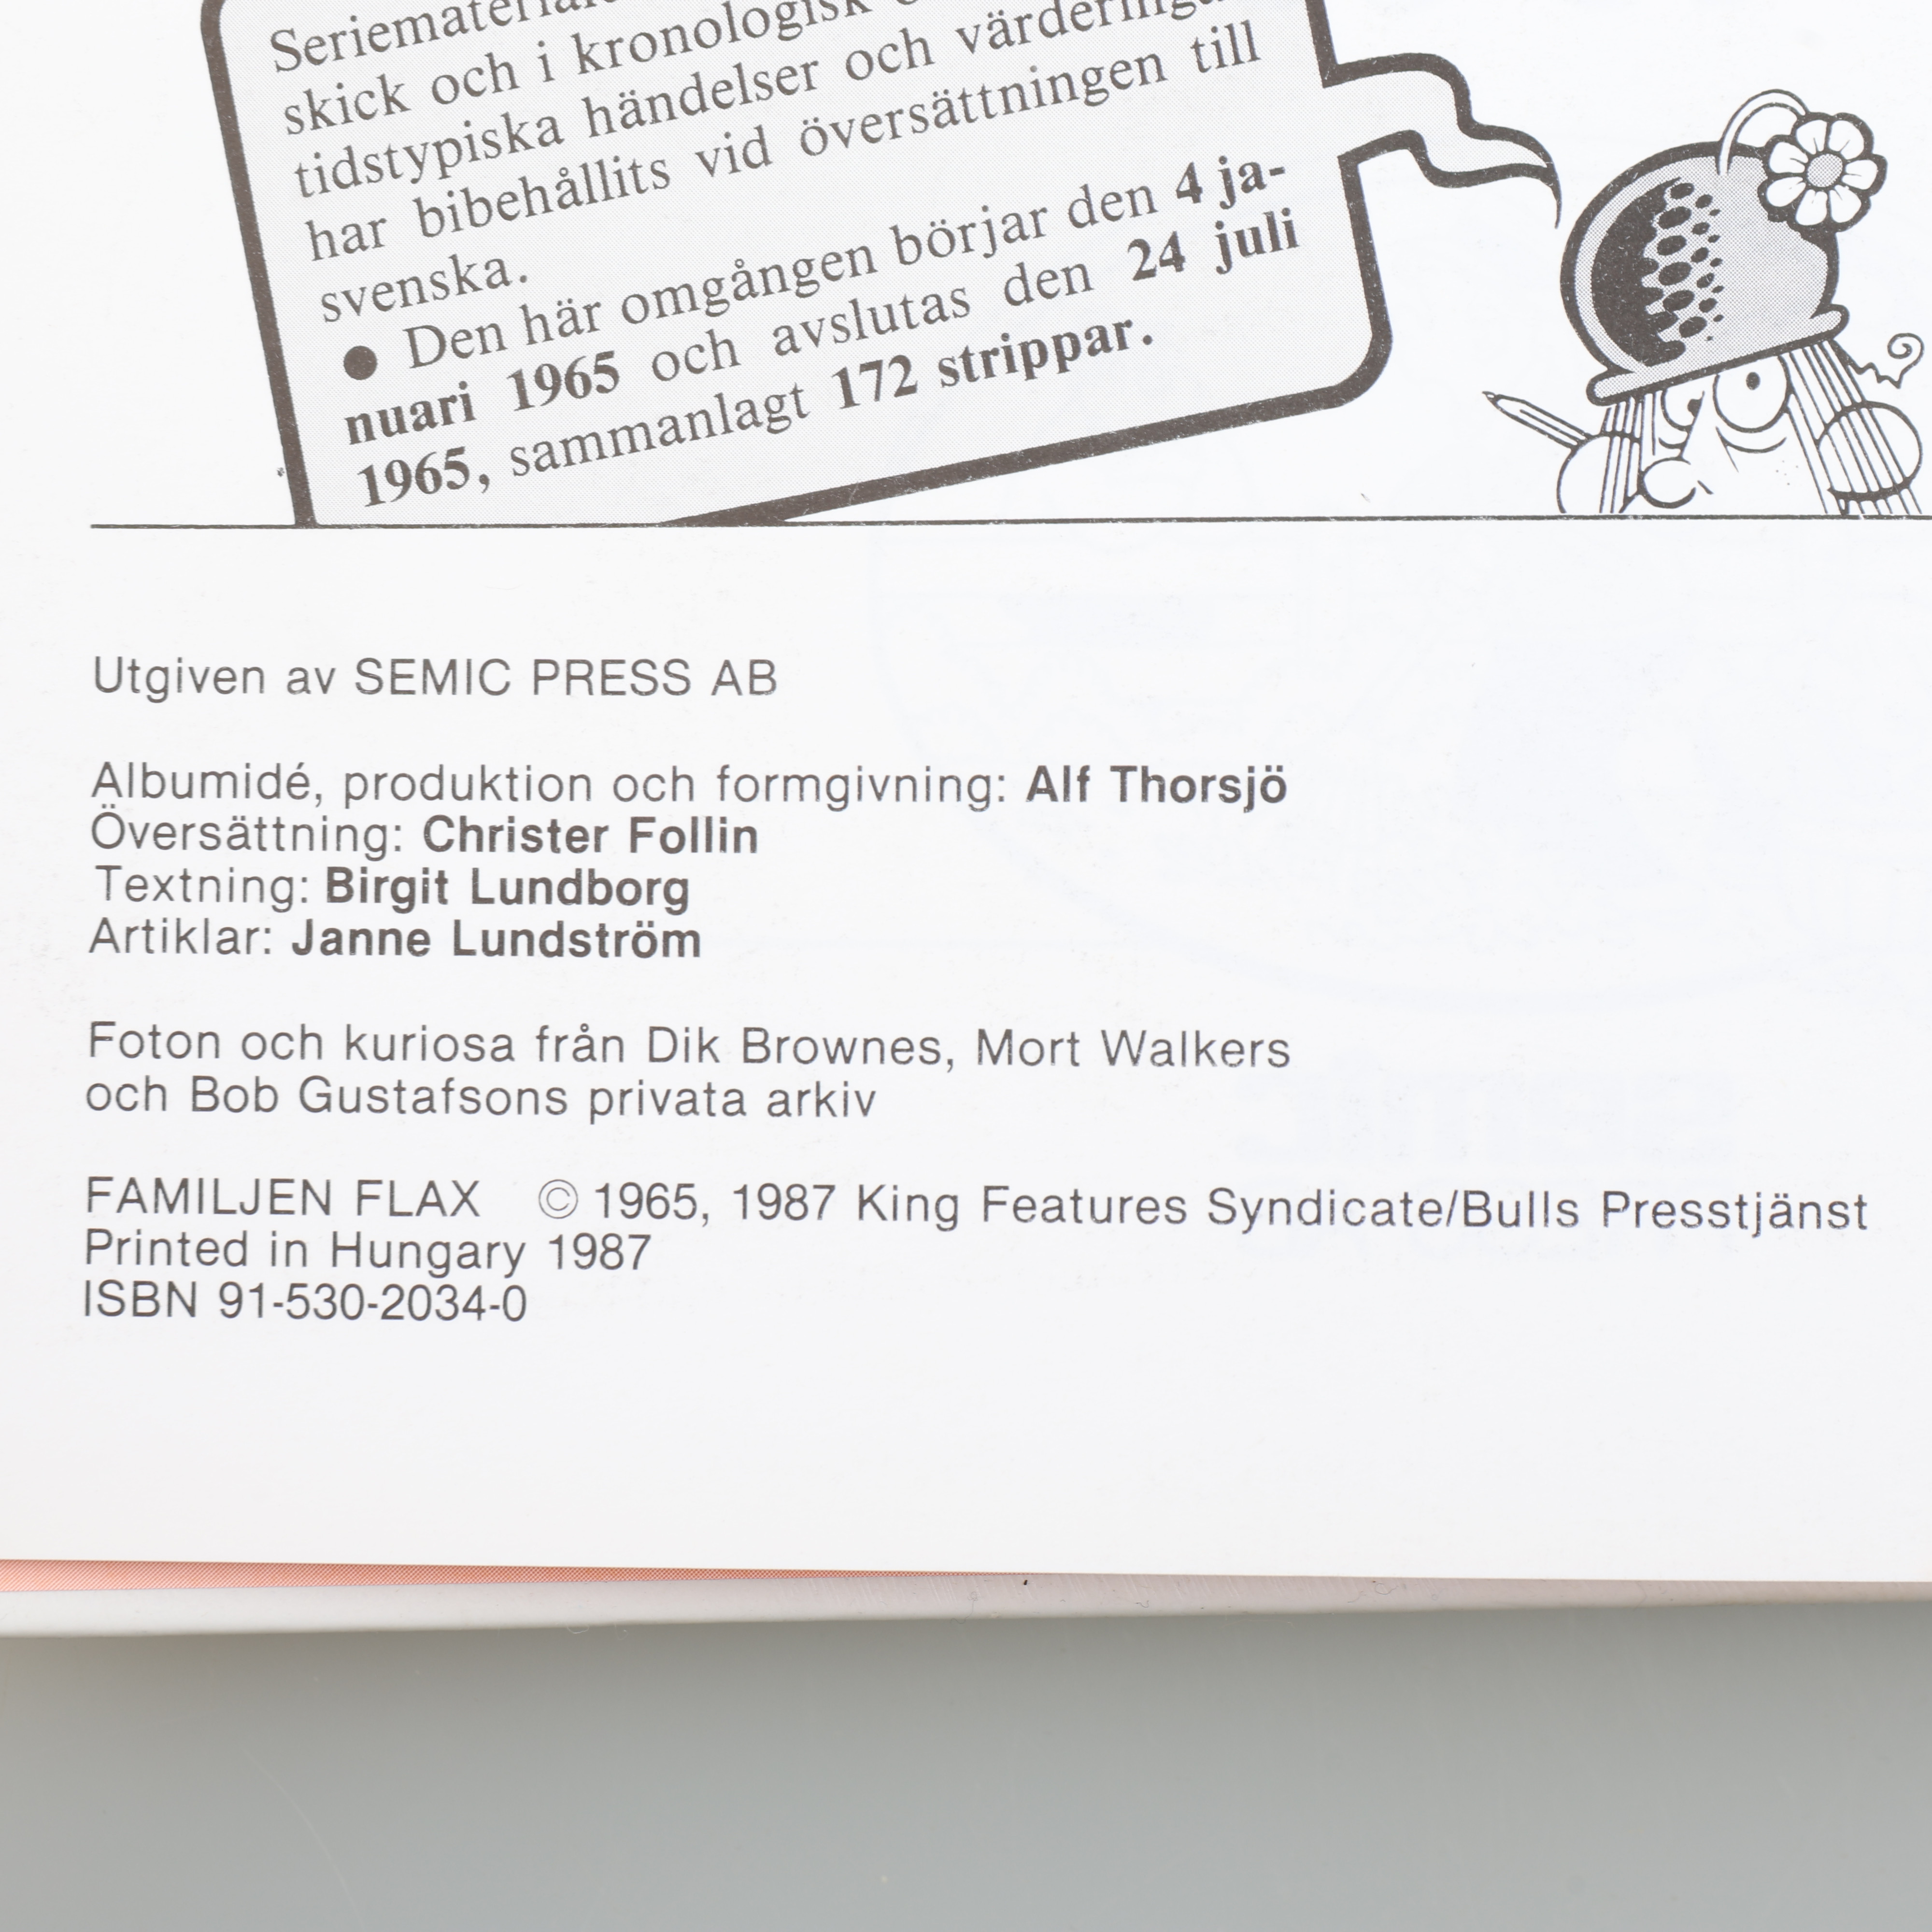 Seriemateriale
skick och i kronologisk
tidstypiska händelser och värderingar
har bibehållits vid översättningen till
svenska.
● Den här omgången börjar den 4 ja-
nuari 1965 och avslutas den 24 juli
1965, sammanlagt 172 strippar.
Utgiven av SEMIC PRESS AB
Albumidé, produktion och formgivning: Alf Thorsjö
Översättning: Christer Follin
Textning: Birgit Lundborg
Artiklar: Janne Lundström
Foton och kuriosa från Dik Brownes, Mort Walkers
och Bob Gustafsons privata arkiv
FAMILJEN FLAX © 1965, 1987 King Features Syndicate/Bulls Presstjänst
Printed in Hungary 1987
ISBN 91-530-2034-0